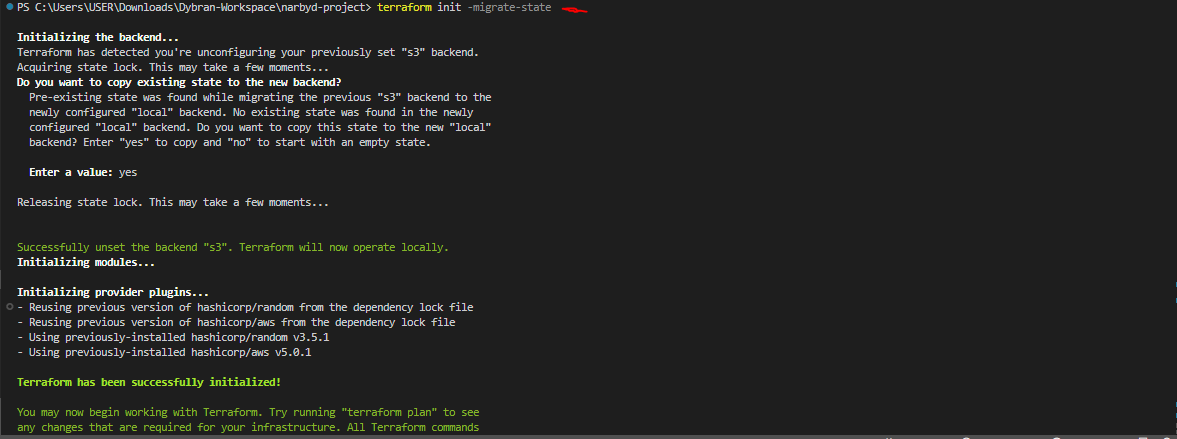 PS C:\Users\USER\Downloads\Dybran-Workspace\narbyd-project> terraform init -migrate-state
Initializing the backend...
Terraform has detected you're unconfiguring your previously set "s3" backend.
Acquiring state lock. This may take a few moments...
Do you want to copy existing state to the new backend?
Pre-existing state was found while migrating the previous "s3" backend to the
newly configured "local" backend. No existing state was found in the newly
configured "local" backend. Do you want to copy this state to the new "local"
backend? Enter "yes" to copy and "no" to start with an empty state.
Enter a value: yes
Releasing state lock. This may take a few moments...
Successfully unset the backend "s3". Terraform will now operate locally.
Initializing modules...
Initializing provider plugins...
- Reusing previous version of hashicorp/random from the dependency lock file
- Reusing previous version of hashicorp/aws from the dependency lock file
- Using previously-installed hashicorp/random v3.5.1
- Using previously-installed hashicorp/aws v5.0.1
Terraform has been successfully initialized!
You may now begin working with Terraform. Try running "terraform plan" to see
any changes that are required for your infrastructure. All Terraform commands